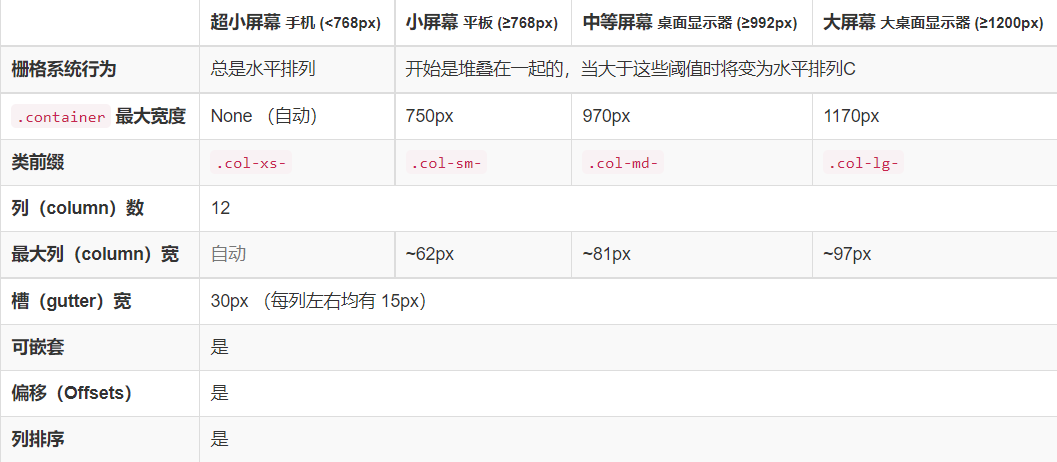 超小屏幕 手机 (<768px) 小屏幕 平板 (≥768px) 中等屏幕 桌面显示器 (≥992px) 大屏幕 大桌面显示器 (≥1200px)
栅格系统行为 总是水平排列 开始是堆叠在一起的，当大于这些阈值时将变为水平排列C
.container 最大宽度 None （自动） 750px 970px 1170px
类前缀 .col-xs- .col-sm- .col-md- .col-lg-
列（column）数 12
最大列（column）宽 自动 ~62px ~81px ~97px
槽（gutter）宽 30px （每列左右均有 15px）
可嵌套 是
偏移（Offsets） 是
列排序 是